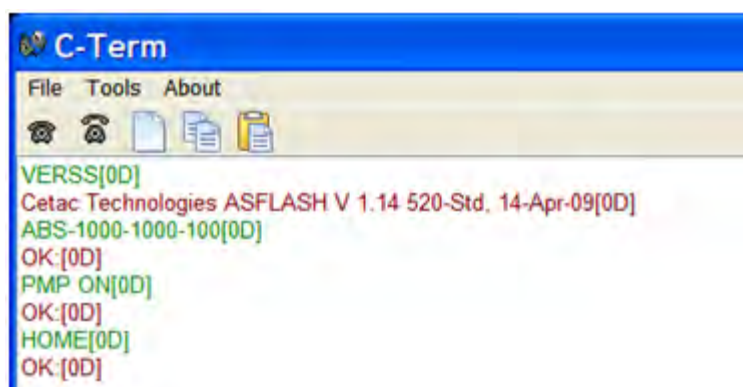 C-Term
File Tools About
VERSS[0D]
Cetac Technologies ASFLASH V 1.14 520-Std, 14-Apr-09[0D]
ABS-1000-1000-100[0D]
OK:[0D]
PMP ON[0D]
OK:[0D]
HOME[0D]
OK:[0D]